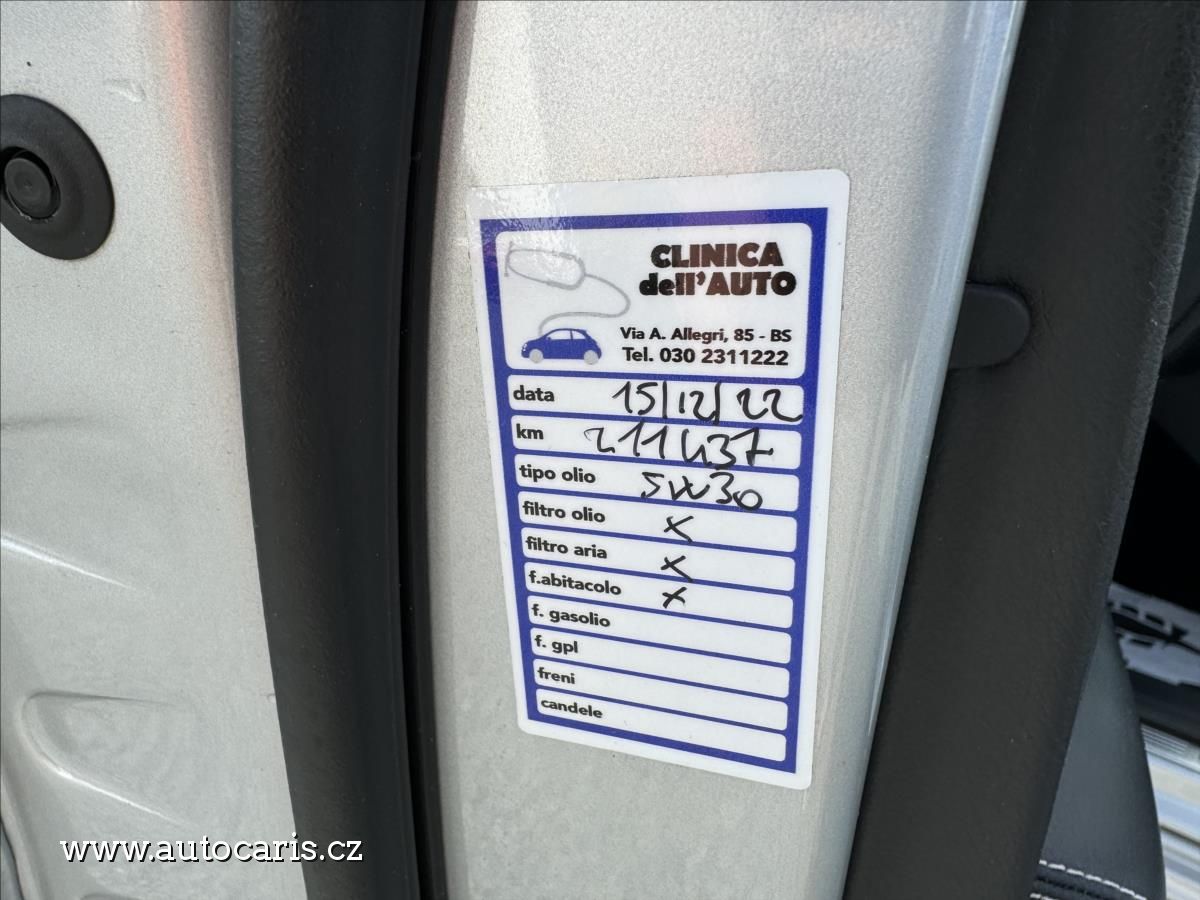 CLINICA
dell'AUTO
Via A. Allegri, 85 - BS
Tel. 030 2311222
data 15/12/22
km 211437
tipo olio 5W30
filtro olio X
filtro aria X
f.abitacolo X
f. gasolio
f. gpl
freni
candele
www.autocaris.cz